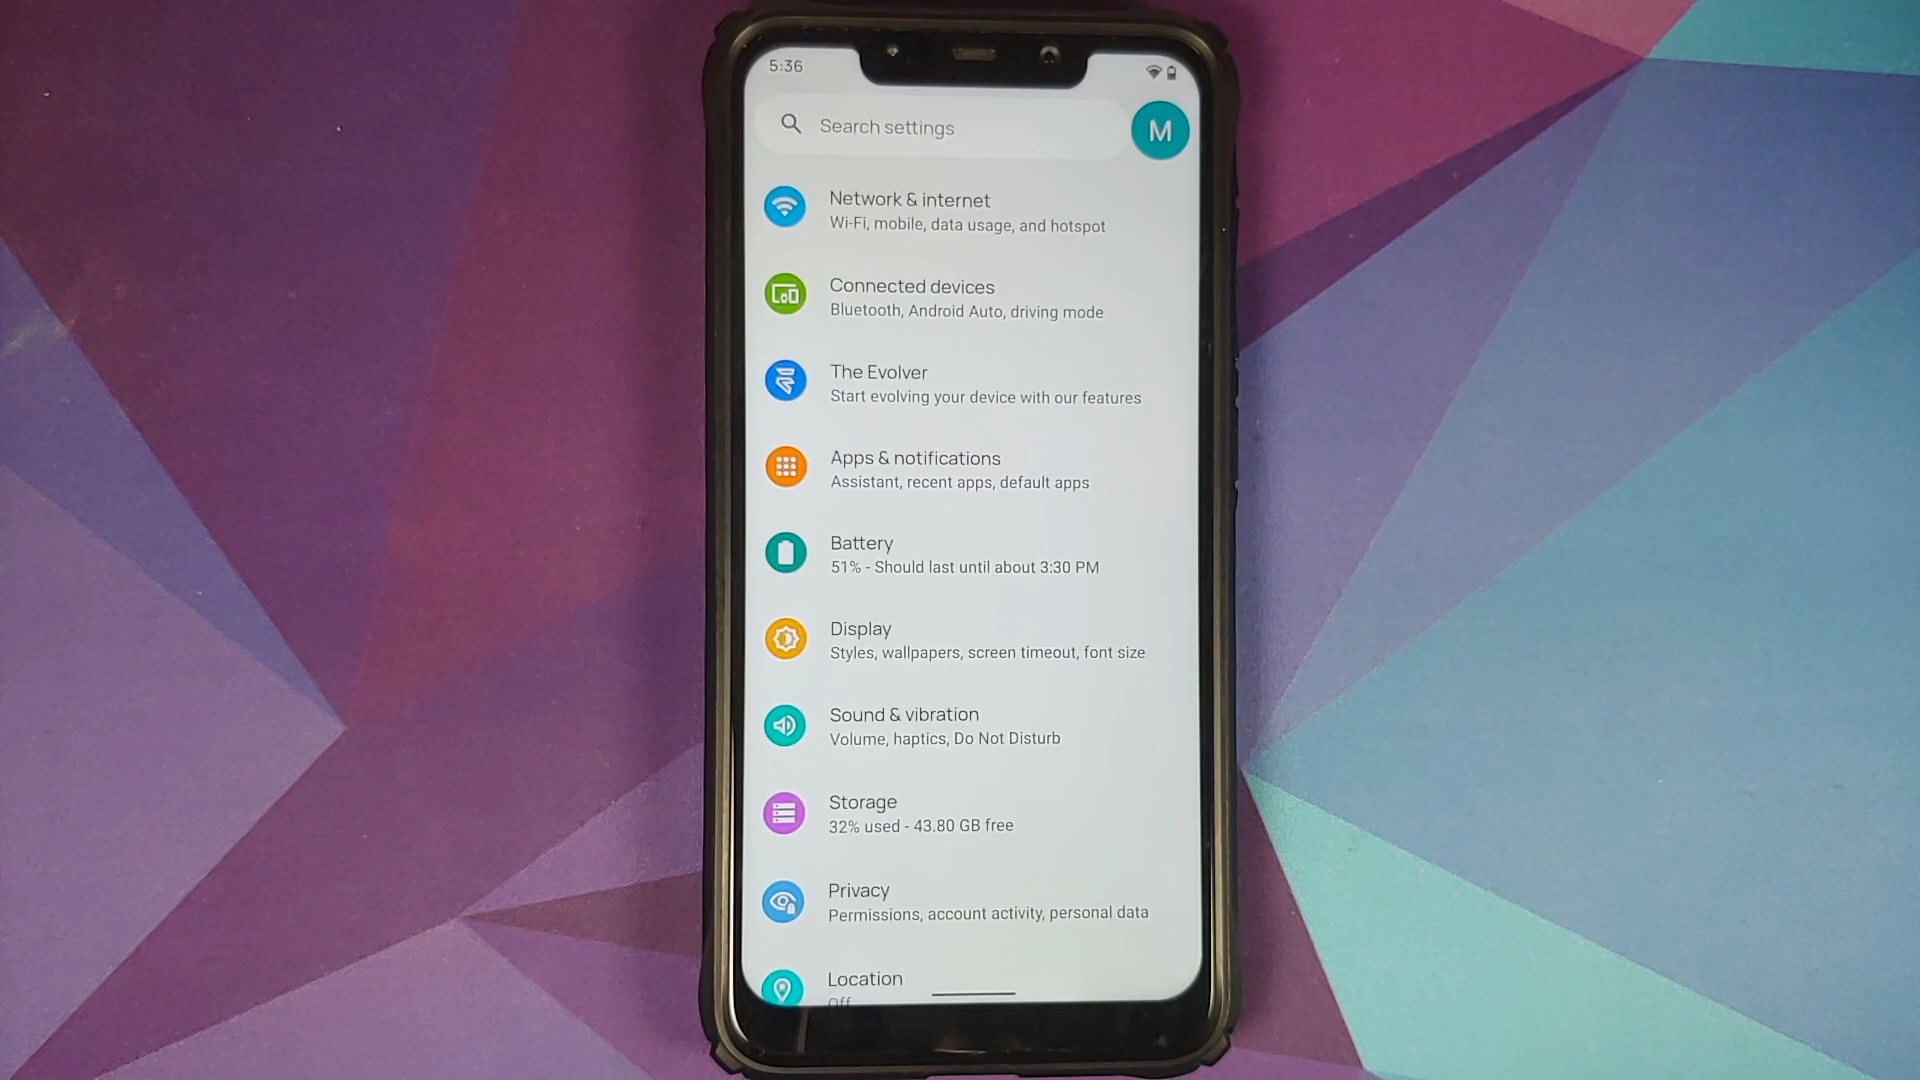 5:36
Search settings
M
Network & internet
Wi-Fi, mobile, data usage, and hotspot
Connected devices
Bluetooth, Android Auto, driving mode
The Evolver
Start evolving your device with our features
Apps & notifications
Assistant, recent apps, default apps
Battery
51% - Should last until about 3:30 PM
Display
Styles, wallpapers, screen timeout, font size
Sound & vibration
Volume, haptics, Do Not Disturb
Storage
32% used - 43.80 GB free
Privacy
Permissions, account activity, personal data
Location
Off